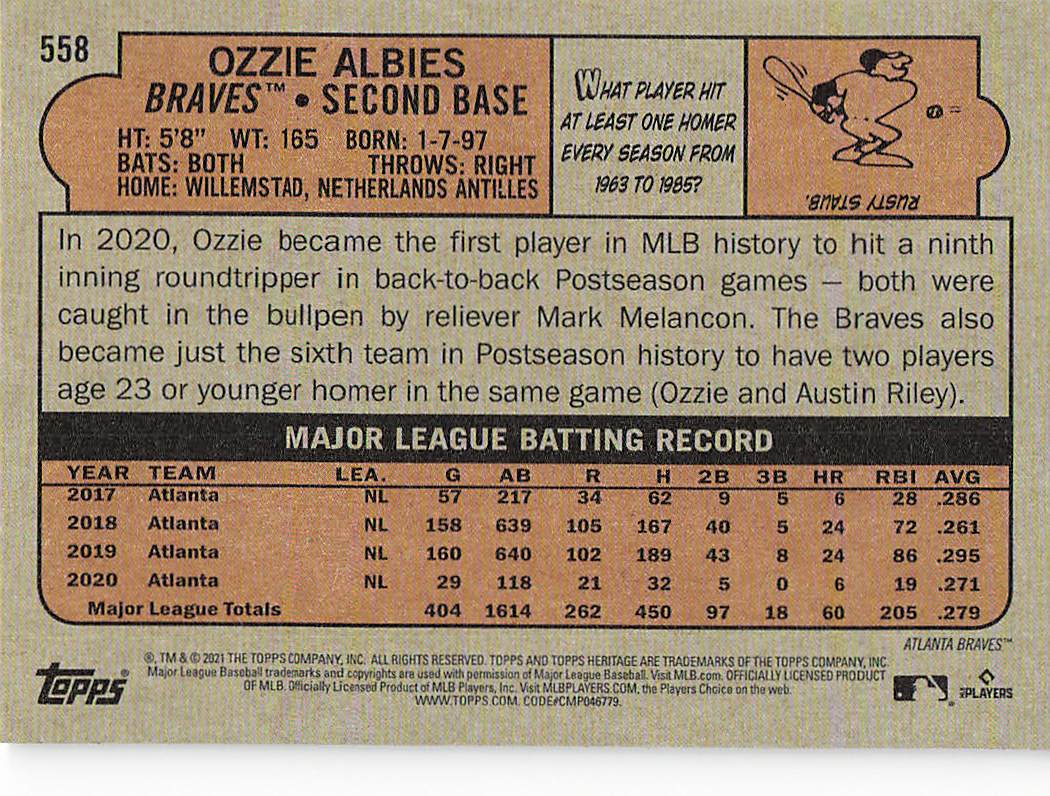 558
OZZIE ALBIES
BRAVES™ • SECOND BASE
HT: 5'8" WT: 165 BORN: 1-7-97
BATS: BOTH THROWS: RIGHT
HOME: WILLEMSTAD, NETHERLANDS ANTILLES
WHAT PLAYER HIT
AT LEAST ONE HOMER
EVERY SEASON FROM
1963 TO 1985?
RUSTY STAUB.
In 2020, Ozzie became the first player in MLB history to hit a ninth
inning roundtripper in back-to-back Postseason games — both were
caught in the bullpen by reliever Mark Melancon. The Braves also
became just the sixth team in Postseason history to have two players
age 23 or younger homer in the same game (Ozzie and Austin Riley).
MAJOR LEAGUE BATTING RECORD
YEAR TEAM LEA. G AB R H 2B 3B HR RBI AVG
2017 Atlanta NL 57 217 34 62 9 5 6 28 .286
2018 Atlanta NL 158 639 105 167 40 5 24 72 .261
2019 Atlanta NL 160 640 102 189 43 8 24 86 .295
2020 Atlanta NL 29 118 21 32 5 0 6 19 .271
Major League Totals 404 1614 262 450 97 18 60 205 .279
ATLANTA BRAVES™
®, TM & © 2021 THE TOPPS COMPANY, INC. ALL RIGHTS RESERVED. TOPPS AND TOPPS HERITAGE ARE TRADEMARKS OF THE TOPPS COMPANY, INC.
Major League Baseball trademarks and copyrights are used with permission of Major League Baseball. Visit MLB.com. OFFICIALLY LICENSED PRODUCT
OF MLB. Officially Licensed Product of MLB Players, Inc. Visit MLBPLAYERS.COM, the Players Choice on the web.
WWW.TOPPS.COM. CODE#CMP046779.
topps®
MLB PLAYERS